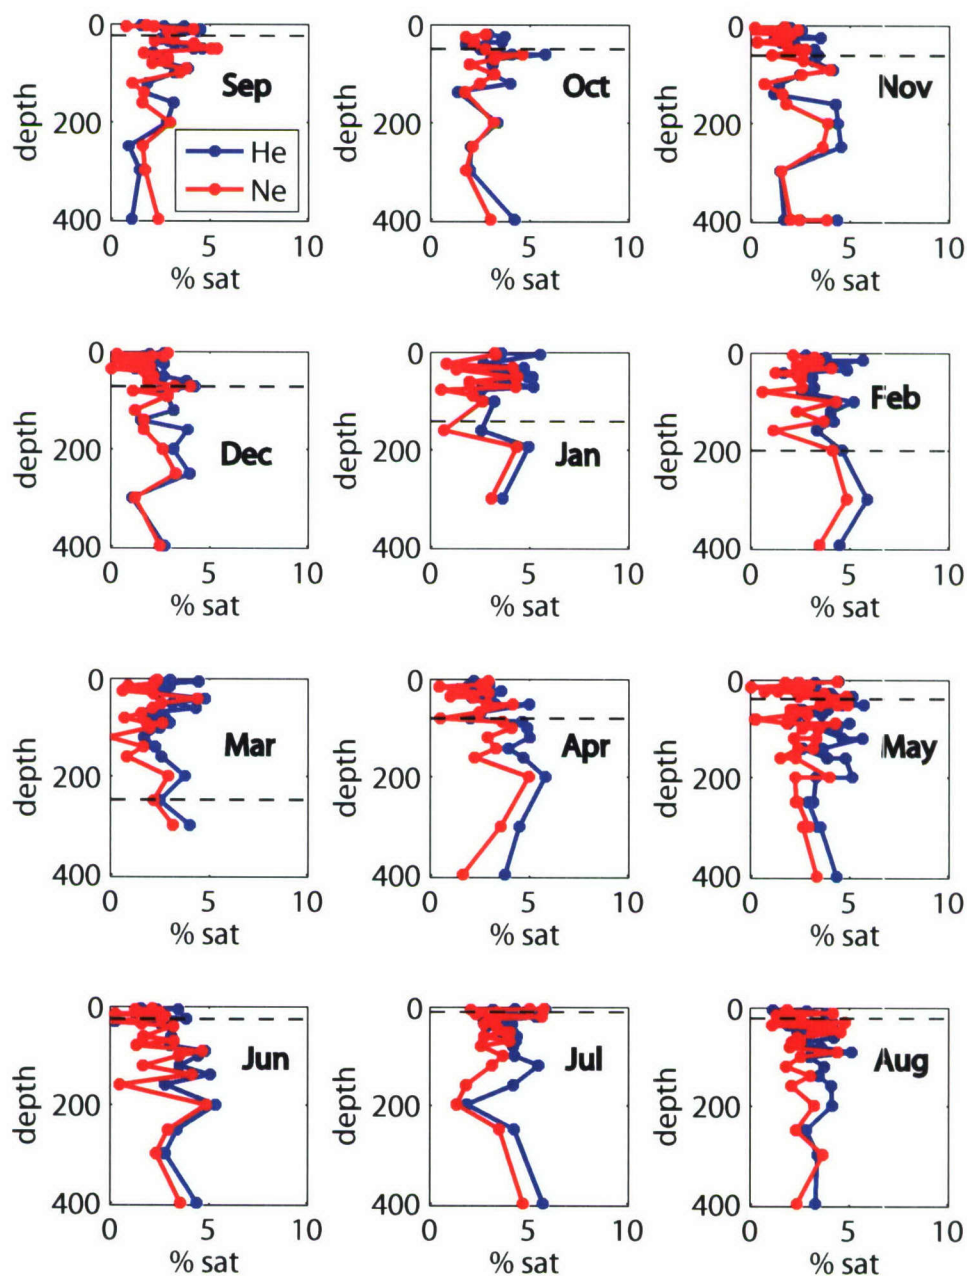 0 0 0
depth 200 Sep depth 200 Oct depth 200 Nov
He
Ne
400 400 400
0 5 10 0 5 10 0 5 10
% sat % sat % sat
0 0 0
depth 200 Dec depth 200 Jan depth 200 Feb
400 400 400
0 5 10 0 5 10 0 5 10
% sat % sat % sat
0 0 0
depth 200 Mar depth 200 Apr depth 200 May
400 400 400
0 5 10 0 5 10 0 5 10
% sat % sat % sat
0 0 0
depth 200 Jun depth 200 Jul depth 200 Aug
400 400 400
0 5 10 0 5 10 0 5 10
% sat % sat % sat